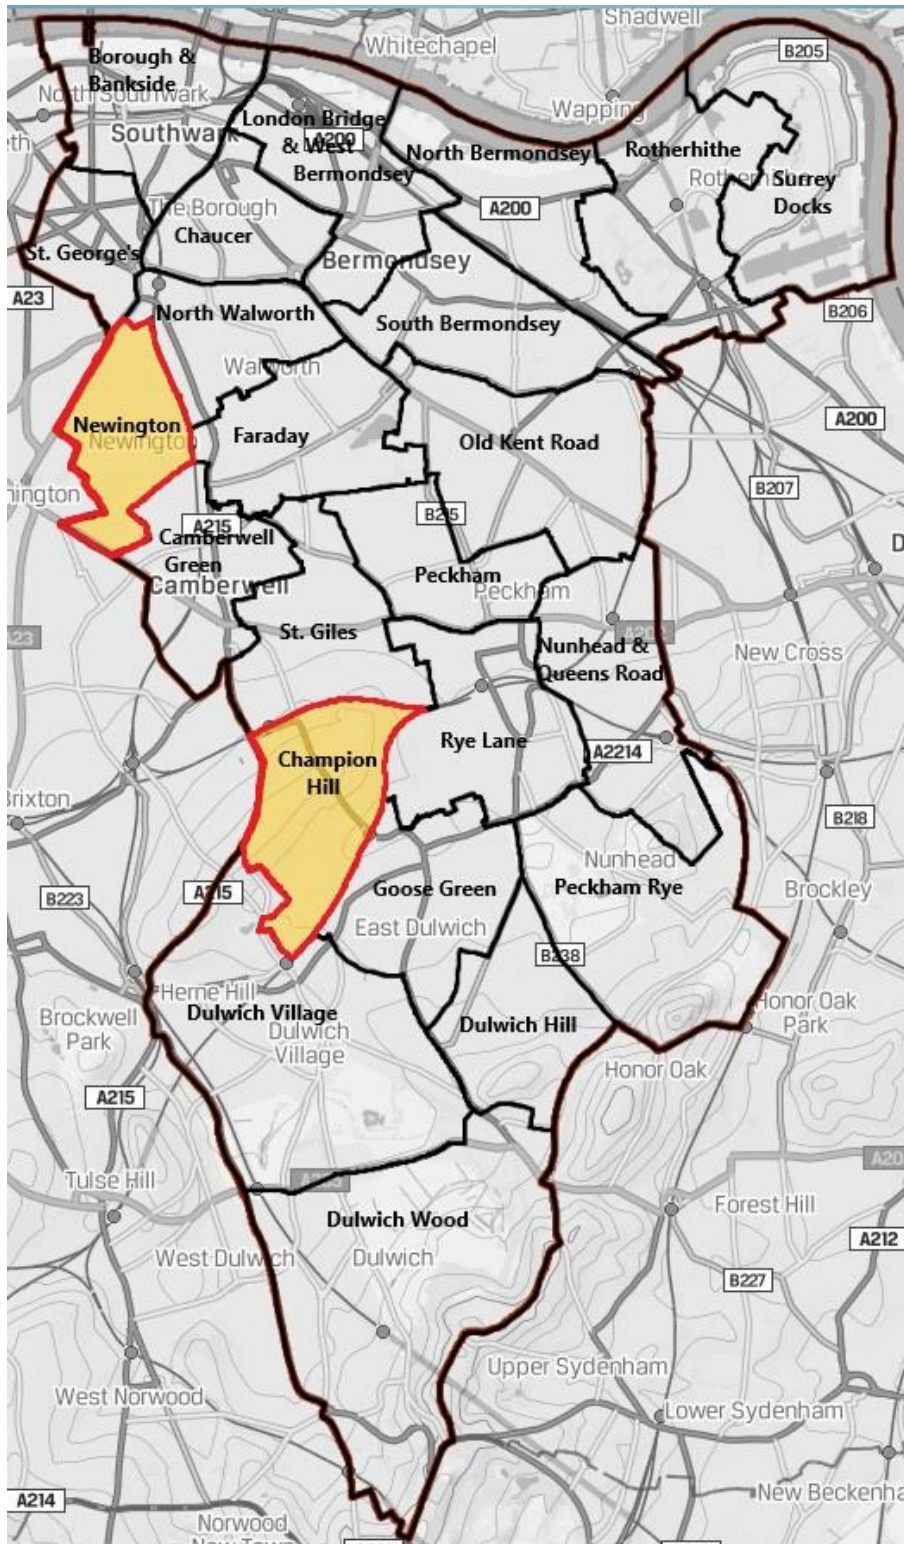 Shadwell
Whitechapel
B205
Borough &
Bankside
North Southwark
Wapping
London Bridge
& West
Bermondsey
A200
Southwark
North Bermondsey
Rotherhithe
Surrey
Docks
A200
The Borough
Chaucer
St. George's
Bermondsey
A23
North Walworth
South Bermondsey
B206
Walworth
Newington
Newington
Faraday
Old Kent Road
A200
B207
A215
B215
Camberwell
Green
Camberwell
Peckham
Peckham
St. Giles
Nunhead &
Queens Road
New Cross
Champion
Hill
Rye Lane
A2214
Brixton
B218
Nunhead
Peckham Rye
Goose Green
B223
A215
East Dulwich
Brockley
B238
Herne Hill
Dulwich Village
Dulwich
Village
Dulwich Hill
Honor Oak
Park
Brockwell
Park
Honor Oak
A215
Tulse Hill
Forest Hill
Dulwich Wood
West Dulwich
Dulwich
A212
B227
Upper Sydenham
West Norwood
Lower Sydenham
A214
New Beckenha
Norwood